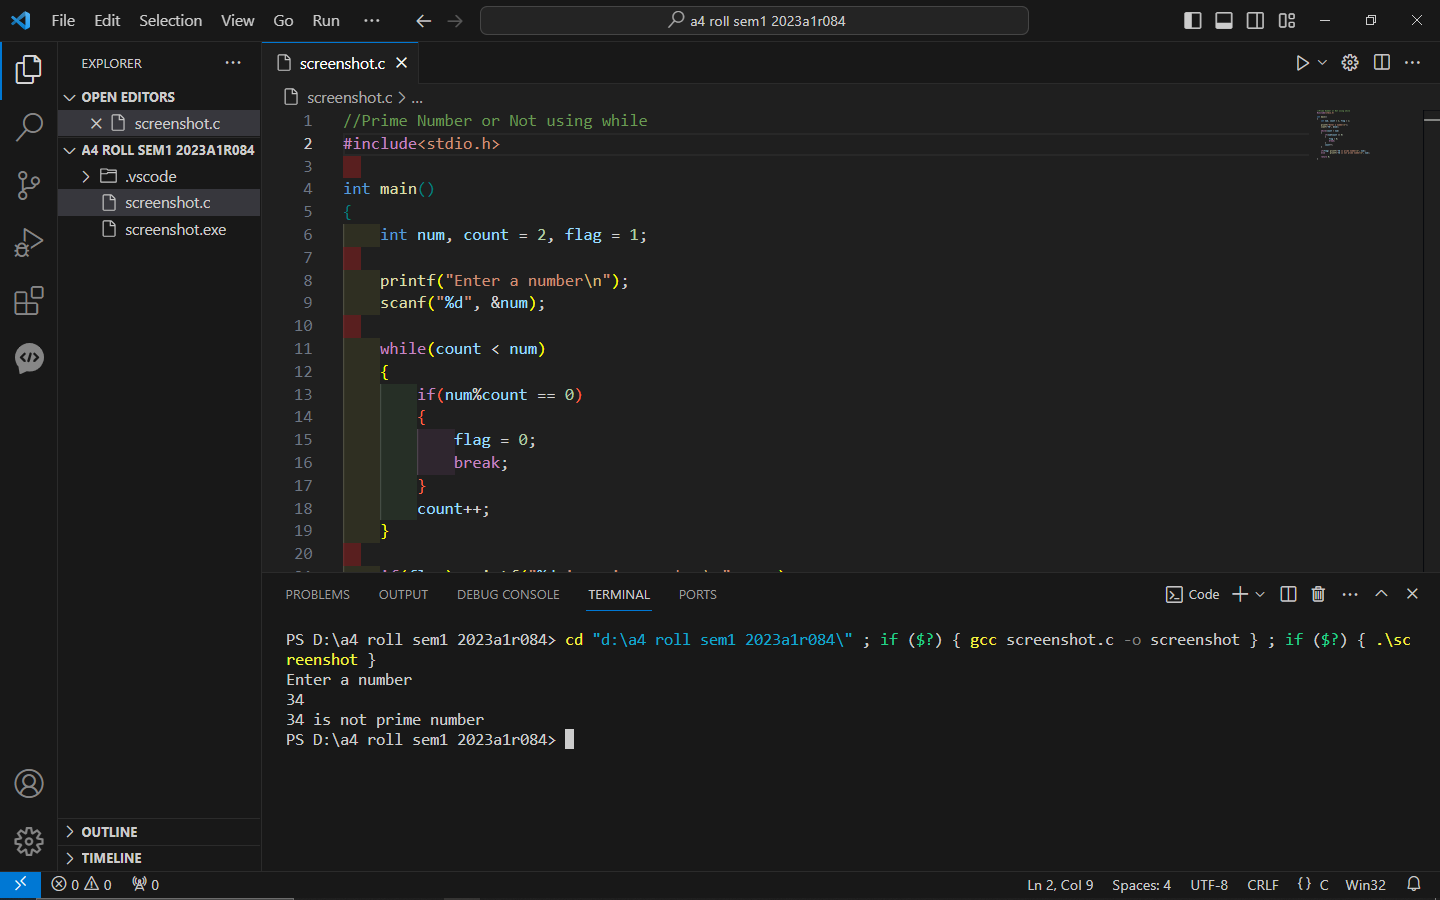 File Edit Selection View Go Run ... a4 roll sem1 2023a1r084
EXPLORER
OPEN EDITORS
screenshot.c
A4 ROLL SEM1 2023A1R084
.vscode
screenshot.c
screenshot.exe
OUTLINE
TIMELINE
screenshot.c
screenshot.c > ...
1 //Prime Number or Not using while
2 #include<stdio.h>
3
4 int main()
5 {
6 int num, count = 2, flag = 1;
7
8 printf("Enter a number\n");
9 scanf("%d", &num);
10
11 while(count < num)
12 {
13 if(num%count == 0)
14 {
15 flag = 0;
16 break;
17 }
18 count++;
19 }
20
PROBLEMS OUTPUT DEBUG CONSOLE TERMINAL PORTS Code
PS D:\a4 roll sem1 2023a1r084> cd "d:\a4 roll sem1 2023a1r084\" ; if ($?) { gcc screenshot.c -o screenshot } ; if ($?) { .\sc
reenshot }
Enter a number
34
34 is not prime number
PS D:\a4 roll sem1 2023a1r084>
0 0 0 Ln 2, Col 9 Spaces: 4 UTF-8 CRLF {} C Win32